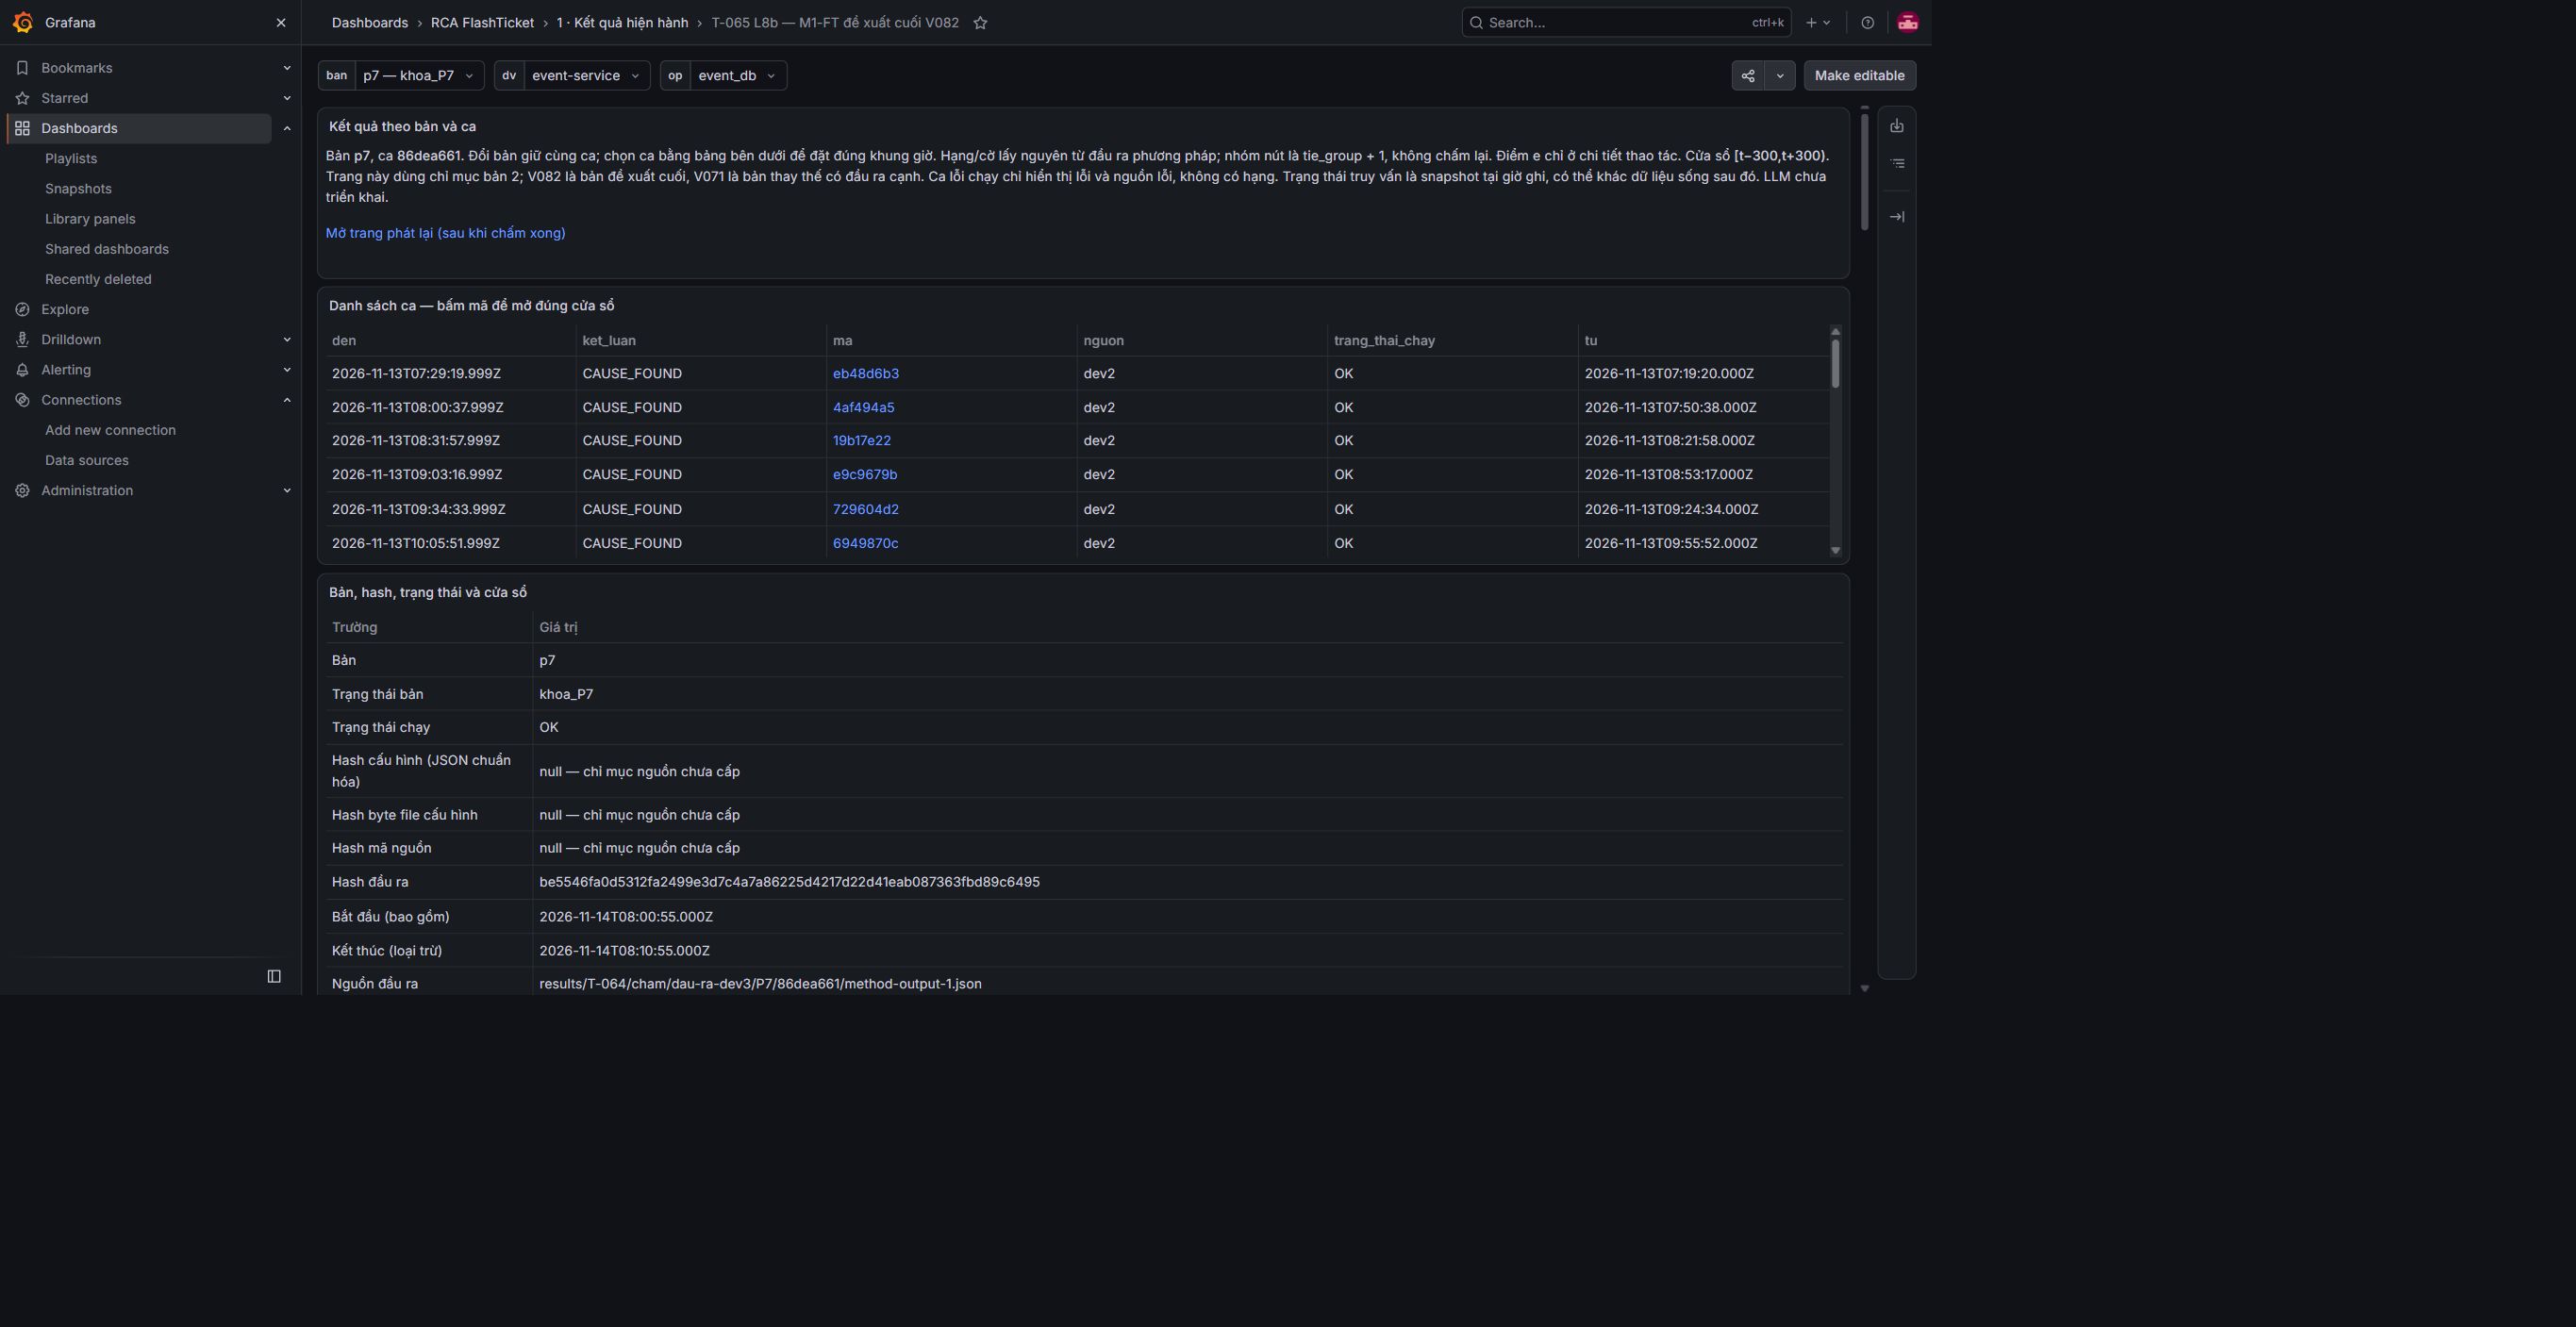 Grafana
Dashboards › RCA FlashTicket › 1 · Kết quả hiện hành › T-065 L8b — M1-FT đề xuất cuối V082
Search... ctrl+k
Bookmarks
Starred
Dashboards
Playlists
Snapshots
Library panels
Shared dashboards
Recently deleted
Explore
Drilldown
Alerting
Connections
Add new connection
Data sources
Administration
ban p7 — khoa_P7 dv event-service op event_db
Make editable
Kết quả theo bản và ca
Bản p7, ca 86dea661. Đổi bản giữ cùng ca; chọn ca bằng bảng bên dưới để đặt đúng khung giờ. Hạng/cờ lấy nguyên từ đầu ra phương pháp; nhóm nút là tie_group + 1, không chấm lại. Điểm e chỉ ở chi tiết thao tác. Cửa sổ [t−300,t+300).
Trang này dùng chỉ mục bản 2; V082 là bản đề xuất cuối, V071 là bản thay thế có đầu ra cạnh. Ca lỗi chạy chỉ hiển thị lỗi và nguồn lỗi, không có hạng. Trạng thái truy vấn là snapshot tại giờ ghi, có thể khác dữ liệu sống sau đó. LLM chưa
triển khai.
Mở trang phát lại (sau khi chấm xong)
Danh sách ca — bấm mã để mở đúng cửa sổ
den ket_luan ma nguon trang_thai_chay tu
2026-11-13T07:29:19.999Z CAUSE_FOUND eb48d6b3 dev2 OK 2026-11-13T07:19:20.000Z
2026-11-13T08:00:37.999Z CAUSE_FOUND 4af494a5 dev2 OK 2026-11-13T07:50:38.000Z
2026-11-13T08:31:57.999Z CAUSE_FOUND 19b17e22 dev2 OK 2026-11-13T08:21:58.000Z
2026-11-13T09:03:16.999Z CAUSE_FOUND e9c9679b dev2 OK 2026-11-13T08:53:17.000Z
2026-11-13T09:34:33.999Z CAUSE_FOUND 729604d2 dev2 OK 2026-11-13T09:24:34.000Z
2026-11-13T10:05:51.999Z CAUSE_FOUND 6949870c dev2 OK 2026-11-13T09:55:52.000Z
Bản, hash, trạng thái và cửa sổ
Trường Giá trị
Bản p7
Trạng thái bản khoa_P7
Trạng thái chạy OK
Hash cấu hình (JSON chuẩn
hóa) null — chỉ mục nguồn chưa cấp
Hash byte file cấu hình null — chỉ mục nguồn chưa cấp
Hash mã nguồn null — chỉ mục nguồn chưa cấp
Hash đầu ra be5546fa0d5312fa2499e3d7c4a7a86225d4217d22d41eab087363fbd89c6495
Bắt đầu (bao gồm) 2026-11-14T08:00:55.000Z
Kết thúc (loại trừ) 2026-11-14T08:10:55.000Z
Nguồn đầu ra results/T-064/cham/dau-ra-dev3/P7/86dea661/method-output-1.json